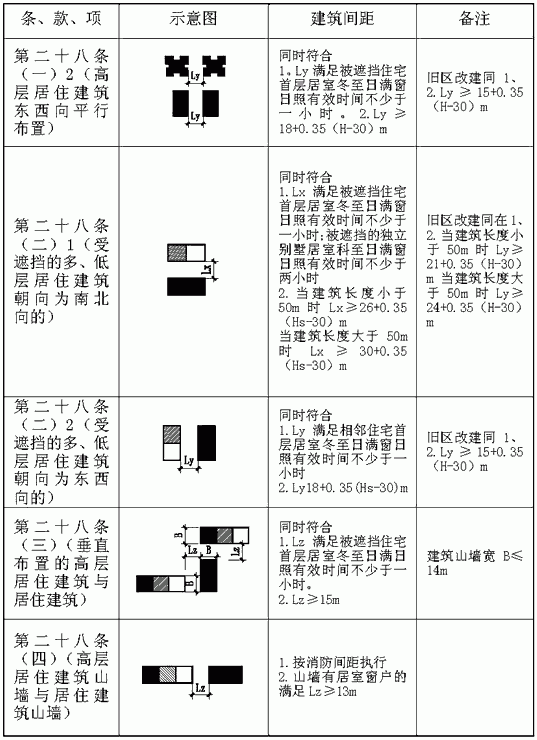 条、款、项
示意图
建筑间距
备注
第二十八条
（一）2（高
层居住建筑
东西向平行
布置）
Ly
Ly
同时符合
1。Ly 满足被遮挡住宅
首层居室冬至日满窗
日照有效时间不少于
一小时。2.Ly≥
18+0.35（H-30）m
旧区改建同 1、
2.Ly≥15+0.35
（H-30）m
第二十八条
（二）1（受
遮挡的多、低
层居住建筑
朝向为南北
向的）
Lx
同时符合
1.Lx 满足被遮挡住宅
首层居室冬至日满窗
日照有效时间不少于
一小时;被遮挡的独立
别墅居室科至日满窗
日照有效时间不少于
两小时
2.当建筑长度小于
50m 时 Lx≥26+0.35
（Hs-30）m
当建筑长度大于 50m
时 Lx≥30+0.35
（Hs-30）m
旧区改建同在1、
2.当建筑长度小
于 50m 时 Ly≥
21+0.35（H-30）
m 当建筑长度大
于 50m 时 Ly≥
24+0.35（H-30）
m
第二十八条
（二）2（受
遮挡的多、低
层居住建筑
朝向为东西
向的）
Ly
同时符合
1.Ly 满足相邻住宅首
层居室冬至日满窗日
照有效时间不少于一
小时
2.Ly18+0.35(Hs-30)m
旧区改建同 1、
2.Ly≥15+0.35
（H-30）m
第二十八条
（三）（垂直
布置的高层
居住建筑与
居住建筑）
B
Lz B
Lz
B
同时符合
1.Lz 满足被遮挡住宅
首层居室冬至日满日
照有效时间不少于一
小时。
2.Lz≥15m
建筑山墙宽 B≤
14m
第二十八条
（四）（高层
居住建筑山
墙与居住建
筑山墙）
Lz
1.按消防间距执行
2.山墙有居室窗户的
满足 Lz≥13m